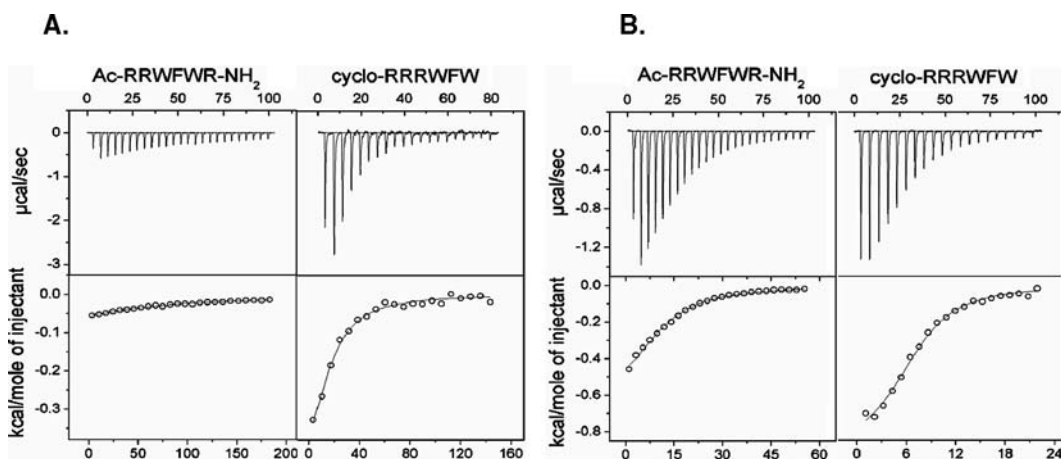 A.
B.
Ac-RRWFWR-NH₂
cyclo-RRRWFW
Ac-RRWFWR-NH₂
cyclo-RRRWFW
0 25 50 75 100
0 20 40 60 80
0 25 50 75 100
0 25 50 75 100
0
-1
-2
-3
µcal/sec
0.0
-0.4
-0.8
-1.2
µcal/sec
0.0
-0.1
-0.2
-0.3
kcal/mole of injectant
0.0
-0.2
-0.4
-0.6
-0.8
kcal/mole of injectant
0 50 100 150 200
0 40 80 120 160
0 15 30 45 60
0 6 12 18 24